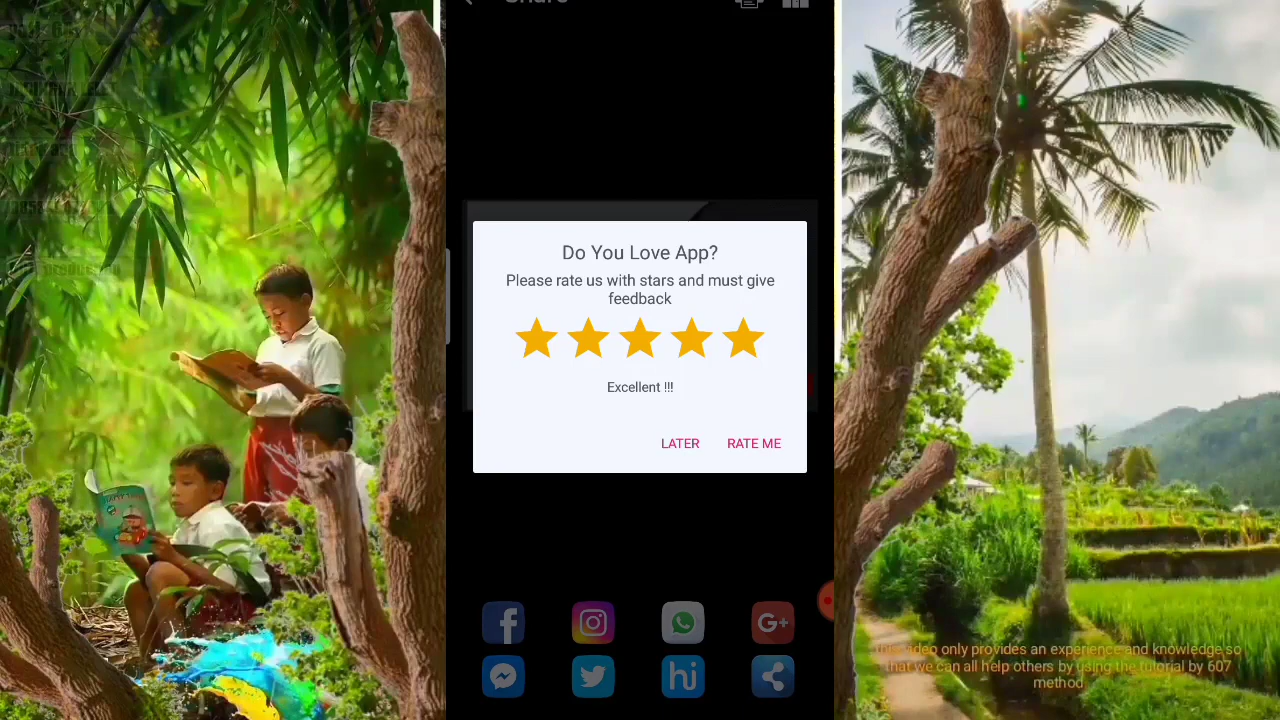 Share
Do You Love App?
Please rate us with stars and must give
feedback
Excellent !!!
LATER
RATE ME
hi
G+
video only provides an experience and knowledge so
that we can all help others by using the tutorial by 607
method